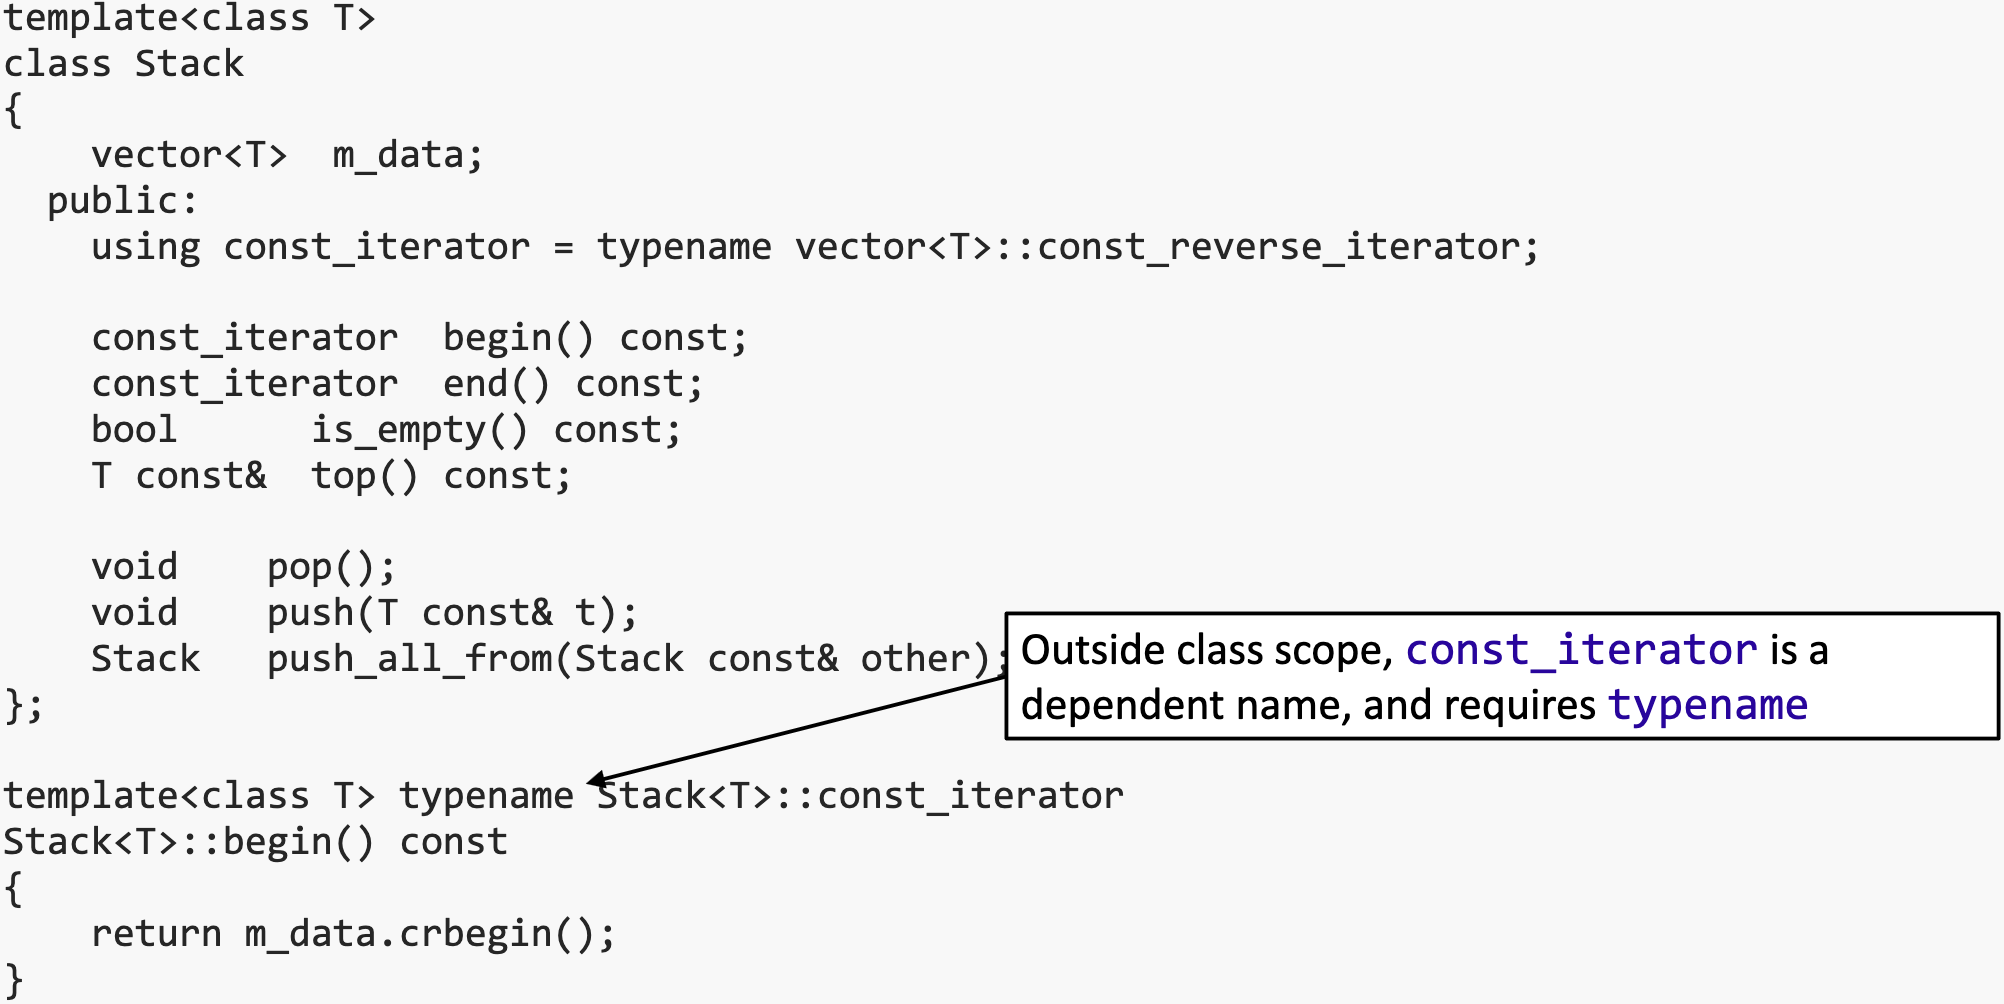 template<class T>
class Stack
{
    vector<T>  m_data;
  public:
    using const_iterator = typename vector<T>::const_reverse_iterator;

    const_iterator  begin() const;
    const_iterator  end() const;
    bool      is_empty() const;
    T const&  top() const;

    void    pop();
    void    push(T const& t);
    Stack   push_all_from(Stack const& other);
};
Outside class scope, const_iterator is a
dependent name, and requires typename

template<class T> typename Stack<T>::const_iterator
Stack<T>::begin() const
{
    return m_data.crbegin();
}